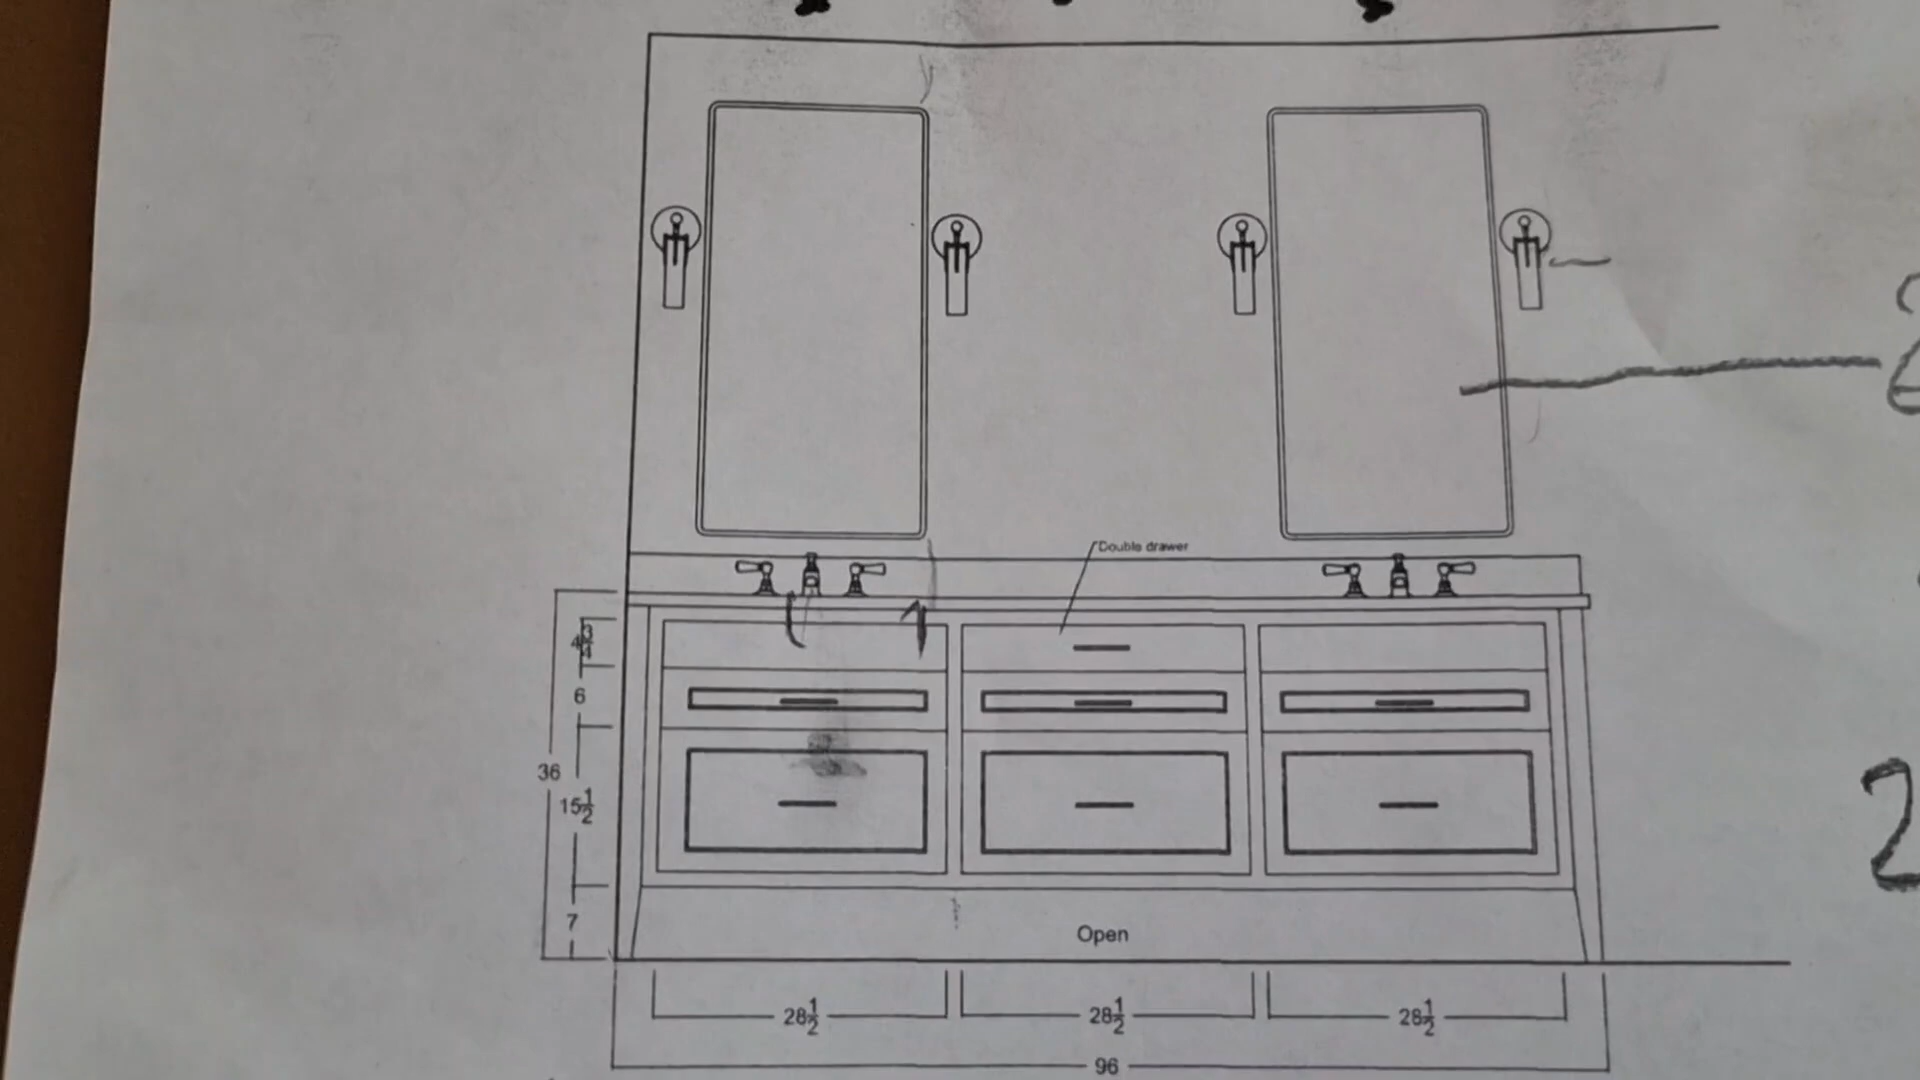 Double drawer
4 3/4
6
36
15 1/2
7
Open
28 1/2 28 1/2 28 1/2
96
2